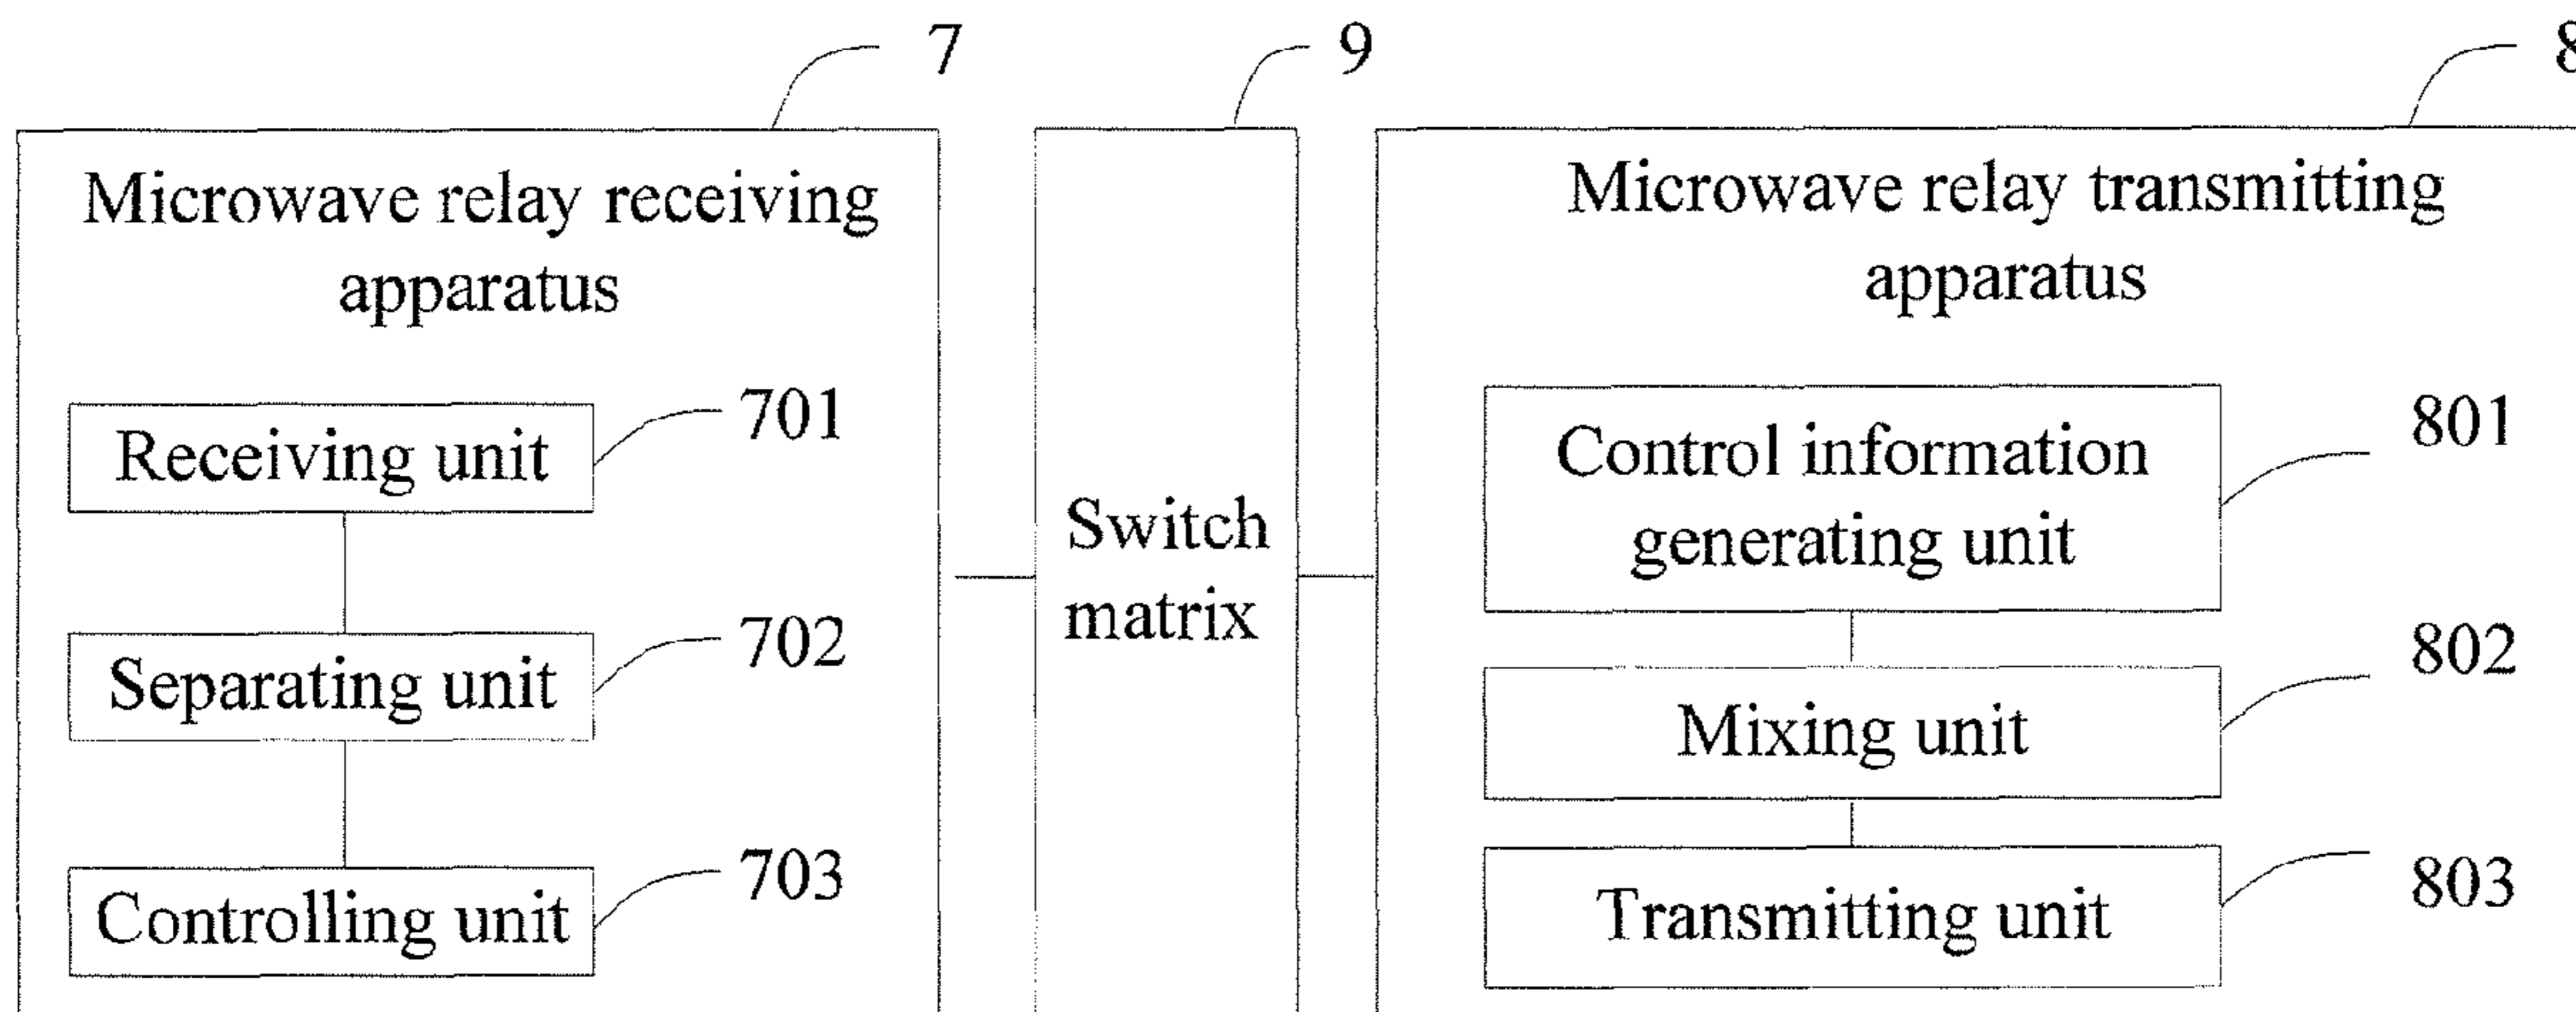 7
9
8
Microwave relay receiving
apparatus
Receiving unit
701
Separating unit
702
Controlling unit
703
Switch
matrix
Microwave relay transmitting
apparatus
Control information
generating unit
801
Mixing unit
802
Transmitting unit
803